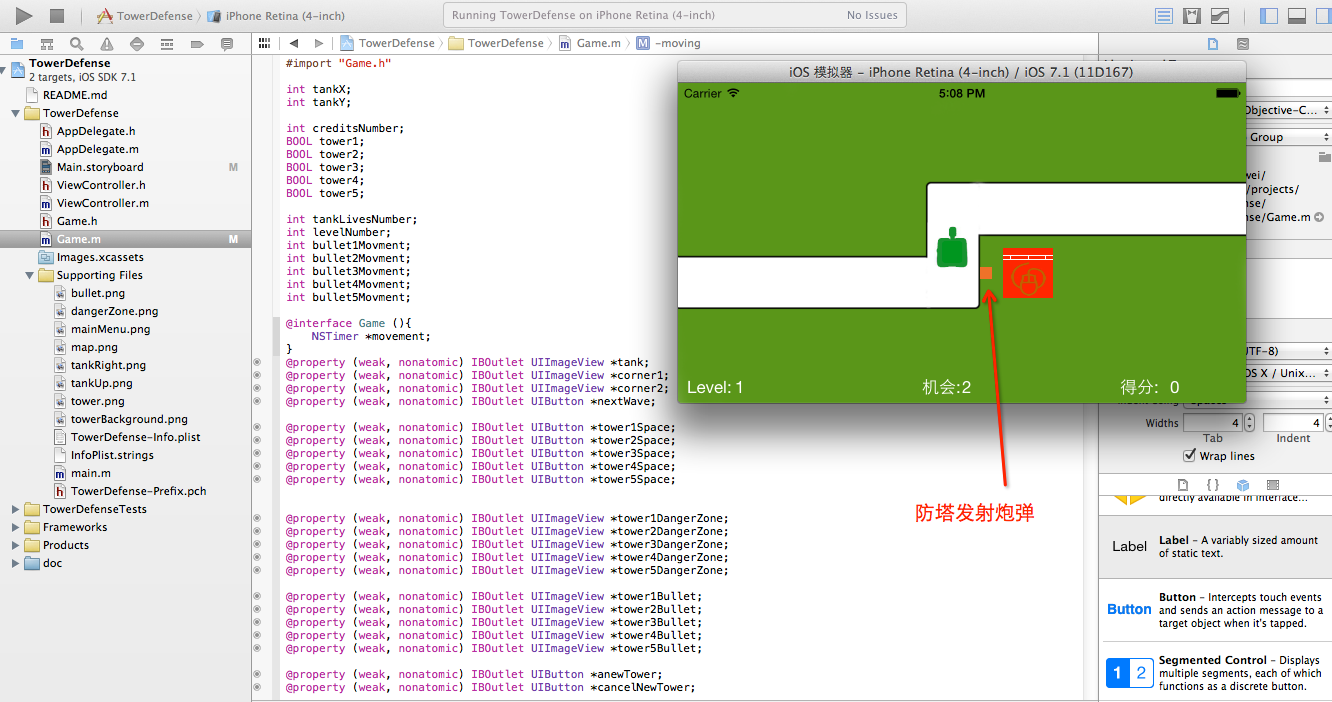 TowerDefense
iPhone Retina (4-inch)
Running TowerDefense on iPhone Retina (4-inch)
No Issues
TowerDefense
TowerDefense
Game.m
M -moving
TowerDefense
2 targets, iOS SDK 7.1
README.md
TowerDefense
h AppDelegate.h
m AppDelegate.m
Main.storyboard M
h ViewController.h
m ViewController.m
h Game.h
m Game.m M
Images.xcassets
Supporting Files
bullet.png
dangerZone.png
mainMenu.png
map.png
tankRight.png
tankUp.png
tower.png
towerBackground.png
TowerDefense-Info.plist
InfoPlist.strings
m main.m
h TowerDefense-Prefix.pch
TowerDefenseTests
Frameworks
Products
doc
#import "Game.h"
int tankX;
int tankY;
int creditsNumber;
BOOL tower1;
BOOL tower2;
BOOL tower3;
BOOL tower4;
BOOL tower5;
int tankLivesNumber;
int levelNumber;
int bullet1Movment;
int bullet2Movment;
int bullet3Movment;
int bullet4Movment;
int bullet5Movment;
@interface Game (){
NSTimer *movement;
}
@property (weak, nonatomic) IBOutlet UIImageView *tank;
@property (weak, nonatomic) IBOutlet UIImageView *corner1;
@property (weak, nonatomic) IBOutlet UIImageView *corner2;
@property (weak, nonatomic) IBOutlet UIButton *nextWave;
@property (weak, nonatomic) IBOutlet UIButton *tower1Space;
@property (weak, nonatomic) IBOutlet UIButton *tower2Space;
@property (weak, nonatomic) IBOutlet UIButton *tower3Space;
@property (weak, nonatomic) IBOutlet UIButton *tower4Space;
@property (weak, nonatomic) IBOutlet UIButton *tower5Space;
@property (weak, nonatomic) IBOutlet UIImageView *tower1DangerZone;
@property (weak, nonatomic) IBOutlet UIImageView *tower2DangerZone;
@property (weak, nonatomic) IBOutlet UIImageView *tower3DangerZone;
@property (weak, nonatomic) IBOutlet UIImageView *tower4DangerZone;
@property (weak, nonatomic) IBOutlet UIImageView *tower5DangerZone;
@property (weak, nonatomic) IBOutlet UIImageView *tower1Bullet;
@property (weak, nonatomic) IBOutlet UIImageView *tower2Bullet;
@property (weak, nonatomic) IBOutlet UIImageView *tower3Bullet;
@property (weak, nonatomic) IBOutlet UIImageView *tower4Bullet;
@property (weak, nonatomic) IBOutlet UIImageView *tower5Bullet;
@property (weak, nonatomic) IBOutlet UIButton *anewTower;
@property (weak, nonatomic) IBOutlet UIButton *cancelNewTower;
iOS 模拟器 – iPhone Retina (4-inch) / iOS 7.1 (11D167)
Carrier
5:08 PM
Level: 1
机会:2
得分: 0
防塔发射炮弹
Objective-C...
Group
wei/
/projects/
nse/
nse/Game.m
UTF-8)
OS X / Unix...
Widths 4 4
Tab Indent
Wrap lines
{ }
directly available in Interface...
Label Label – A variably sized amount
of static text.
Button Button – Intercepts touch events
and sends an action message to a
target object when it's tapped.
1 2 Segmented Control – Displays
multiple segments, each of which
functions as a discrete button.